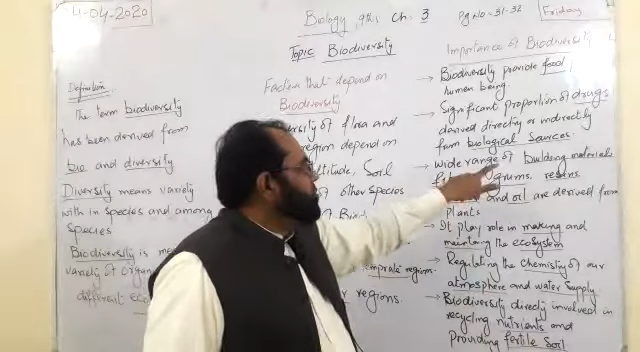 4-04-2020
Biology, 9th Ch. 3
Pg No = 31-32
Friday
Topic Biodiversity
Definition
The term biodiversity
has been derived from
bio and diversity
Diversity means variety
with in species and among
species
Biodiversity is
variety of
different
Factors that depend on
Biodiversity
of flora and
region depend on
Soil
of other species
of
regions.
regions.
Importance of Biodiversity
→ Biodiversity provide food
human being
→ Significant proportion of drugs
derived directly or indirectly
from biological sources.
→ wide range of building materials
resins
and oil are derived from
plants
→ It play role in making and
the ecosystem
→ Regulating the chemistry of our
atmosphere and water supply.
→ Biodiversity directly involved in
recycling nutrients and
Providing fertile soil